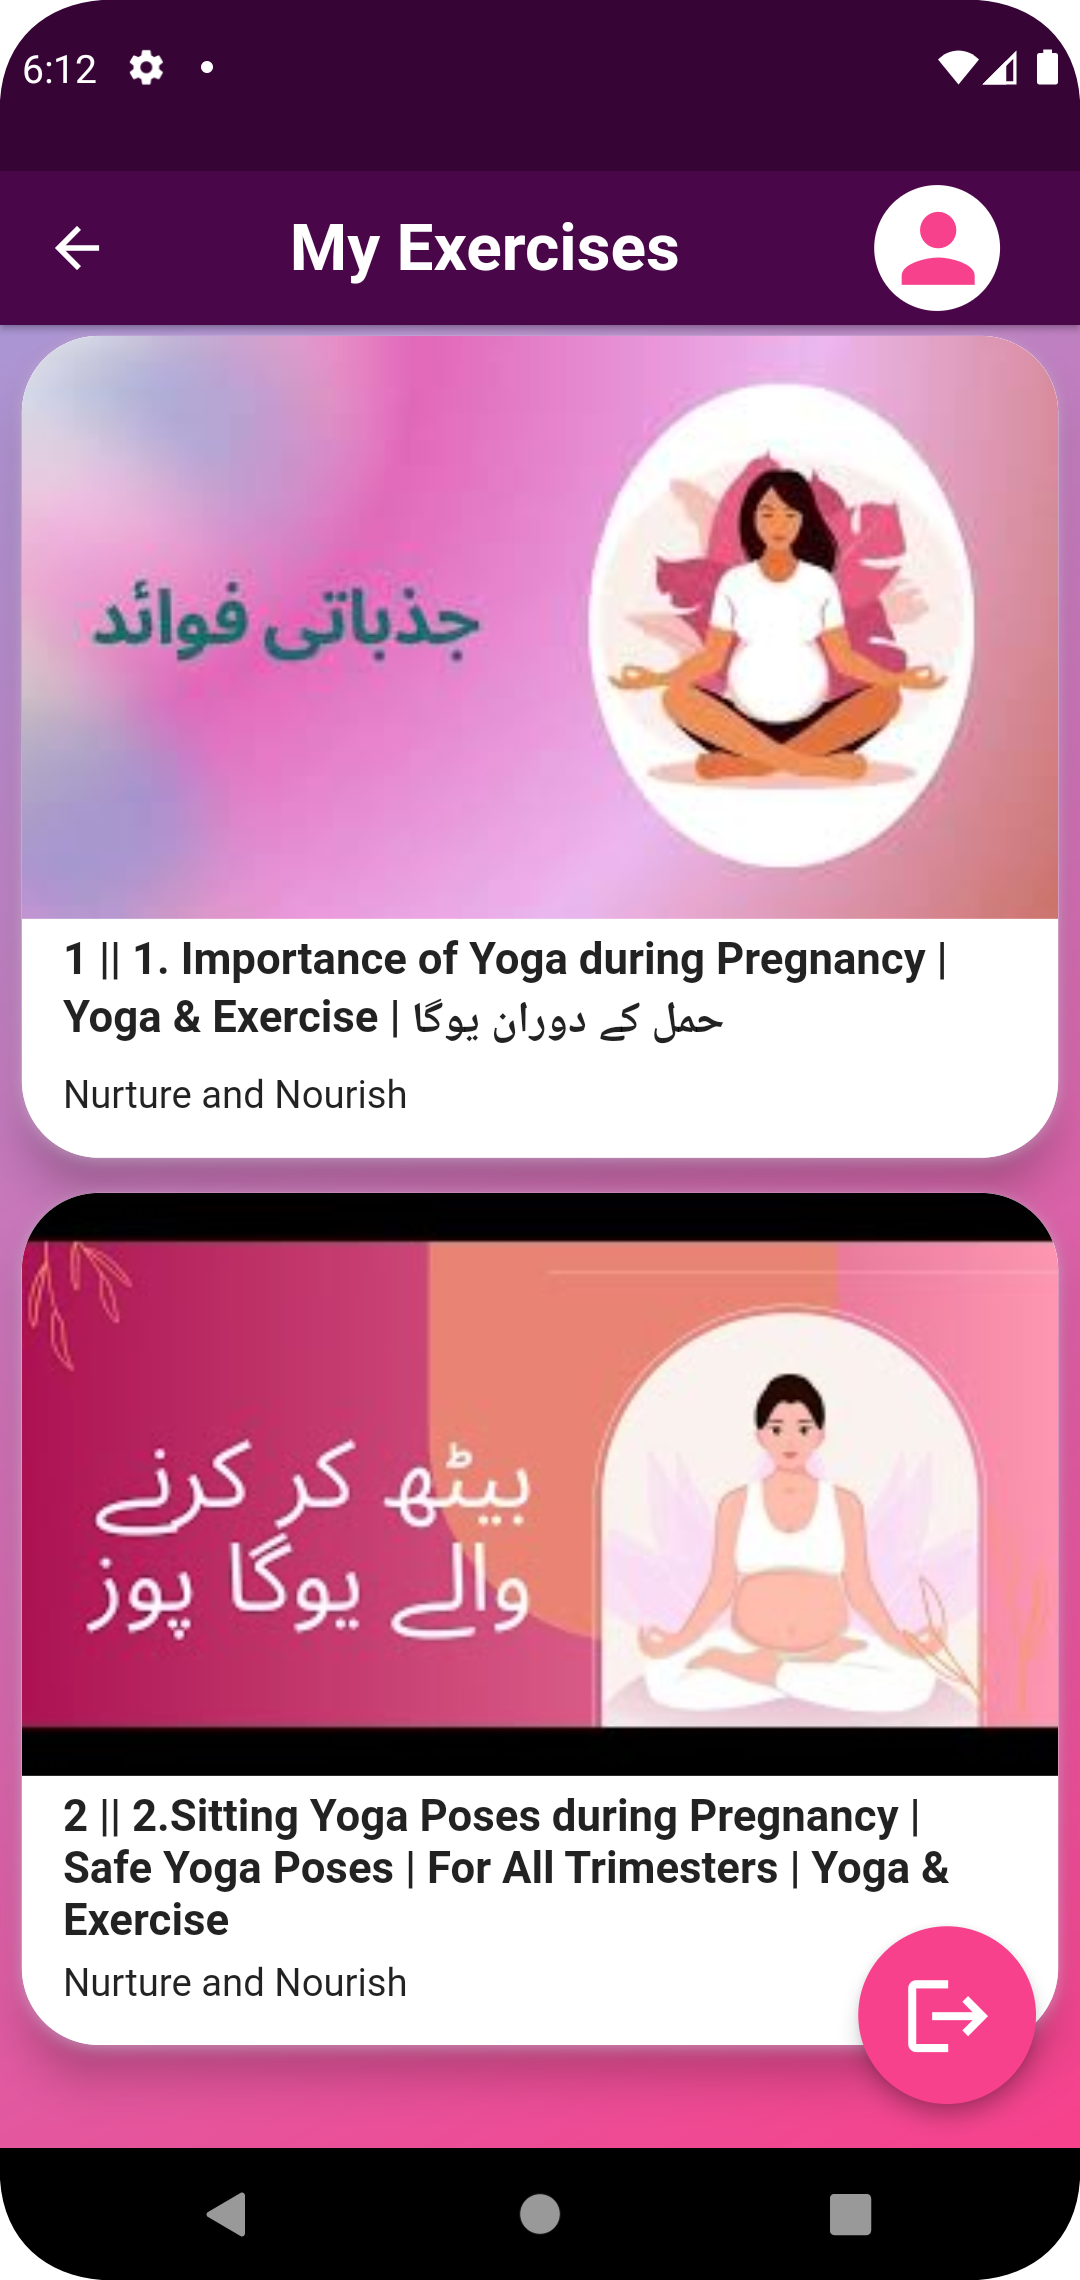 6:12
My Exercises
جذباتی فوائد
1 || 1. Importance of Yoga during Pregnancy |
Yoga & Exercise | حمل کے دوران یوگا
Nurture and Nourish
بیٹھ کر کرنے
والے یوگا پوز
2 || 2.Sitting Yoga Poses during Pregnancy |
Safe Yoga Poses | For All Trimesters | Yoga &
Exercise
Nurture and Nourish